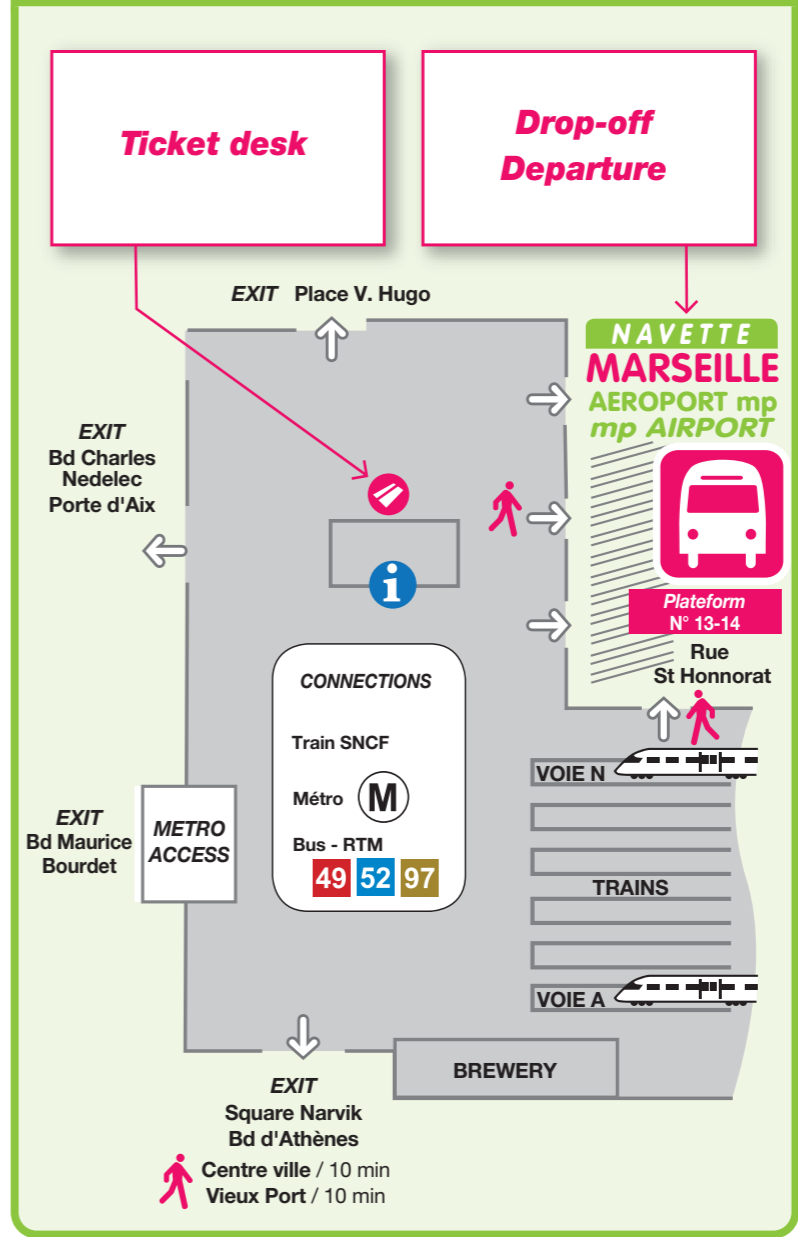 Ticket desk
Drop-off
Departure
EXIT Place V. Hugo
NAVETTE
MARSEILLE
AEROPORT mp
mp AIRPORT
EXIT
Bd Charles
Nedelec
Porte d'Aix
i
Plateform
N° 13-14
Rue
St Honnorat
CONNECTIONS
Train SNCF
Métro M
Bus - RTM
49 52 97
VOIE N
TRAINS
VOIE A
EXIT
Bd Maurice
Bourdet
METRO
ACCESS
BREWERY
EXIT
Square Narvik
Bd d'Athènes
Centre ville / 10 min
Vieux Port / 10 min